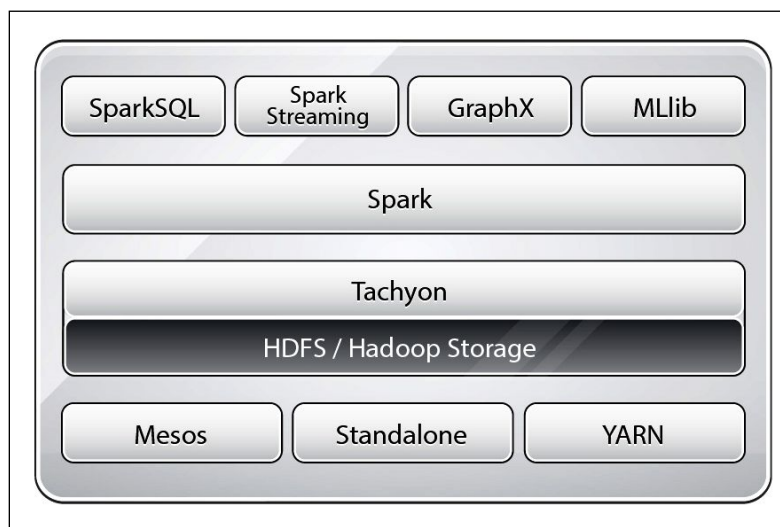 SparkSQL
Spark
Streaming
GraphX
MLlib
Spark
Tachyon
HDFS / Hadoop Storage
Mesos
Standalone
YARN